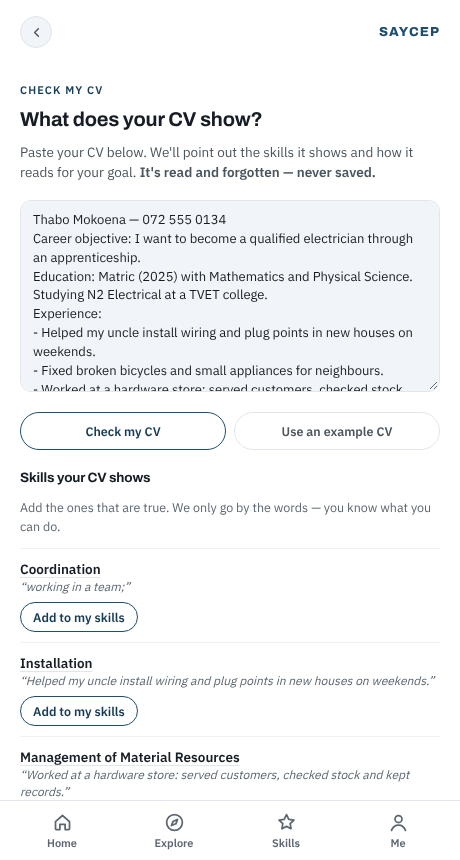 SAYCEP
CHECK MY CV
What does your CV show?
Paste your CV below. We'll point out the skills it shows and how it
reads for your goal. It's read and forgotten — never saved.
Thabo Mokoena — 072 555 0134
Career objective: I want to become a qualified electrician through
an apprenticeship.
Education: Matric (2025) with Mathematics and Physical Science.
Studying N2 Electrical at a TVET college.
Experience:
- Helped my uncle install wiring and plug points in new houses on
weekends.
- Fixed broken bicycles and small appliances for neighbours.
- Worked at a hardware store: served customers, checked stock
Check my CV
Use an example CV
Skills your CV shows
Add the ones that are true. We only go by the words — you know what you
can do.
Coordination
“working in a team;”
Add to my skills
Installation
“Helped my uncle install wiring and plug points in new houses on weekends.”
Add to my skills
Management of Material Resources
“Worked at a hardware store: served customers, checked stock and kept
records.”
Home
Explore
Skills
Me